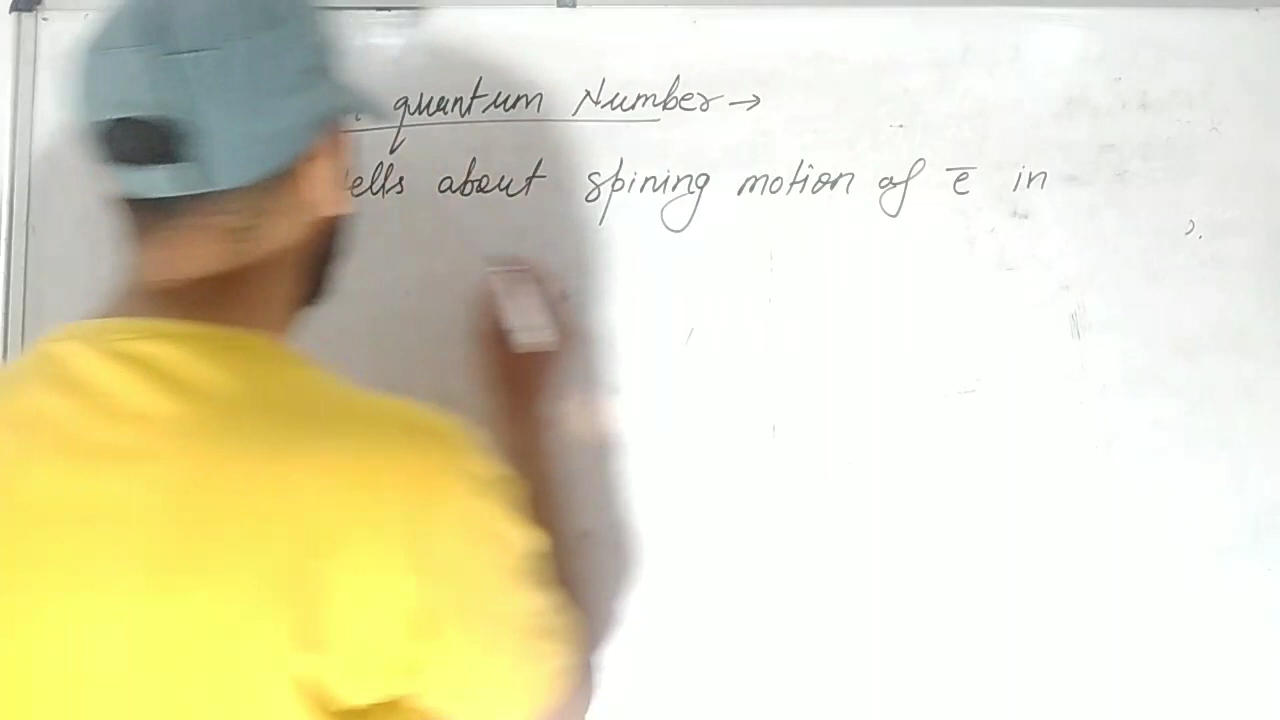 quantum Number →
ells about spining motion of e̅ in